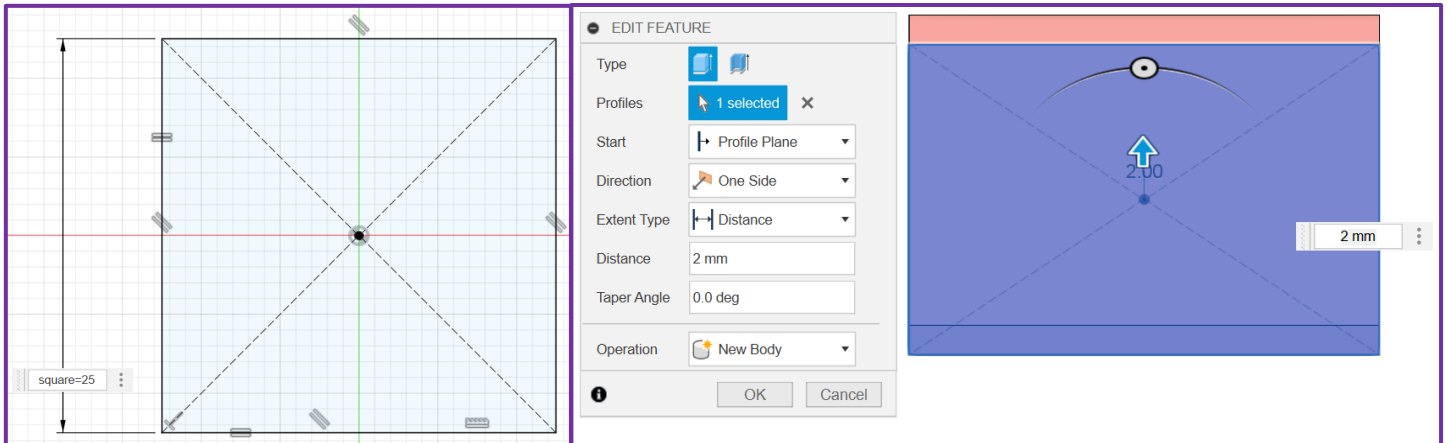 square=25
EDIT FEATURE
Type
Profiles 1 selected
Start Profile Plane
Direction One Side
Extent Type Distance
Distance 2 mm
Taper Angle 0.0 deg
Operation New Body
OK Cancel
2.00
2 mm